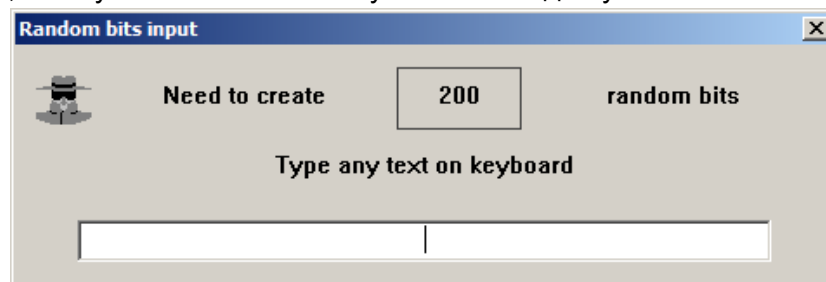 Random bits input
Need to create 200 random bits
Type any text on keyboard